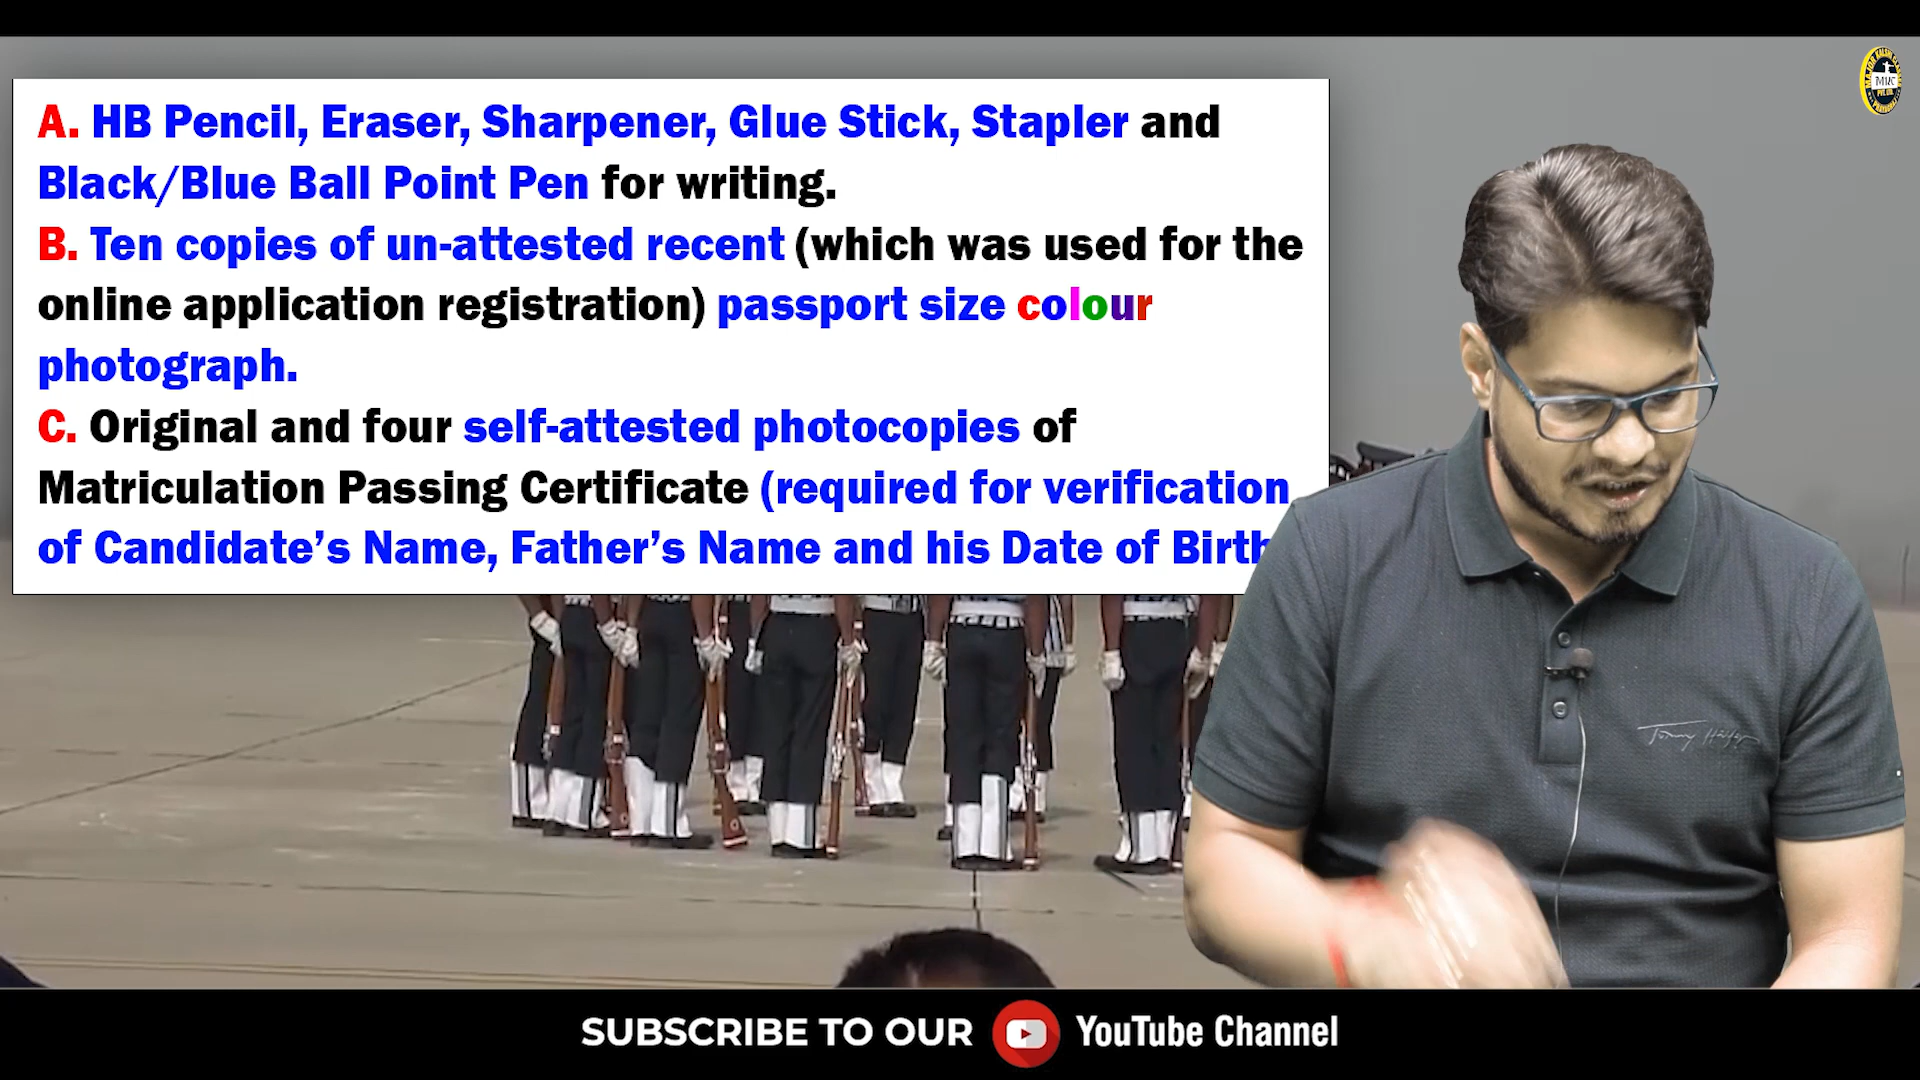 A. HB Pencil, Eraser, Sharpener, Glue Stick, Stapler and
Black/Blue Ball Point Pen for writing.
B. Ten copies of un-attested recent (which was used for the
online application registration) passport size colour
photograph.
C. Original and four self-attested photocopies of
Matriculation Passing Certificate (required for verification
of Candidate’s Name, Father’s Name and his Date of Birth
SUBSCRIBE TO OUR YouTube Channel